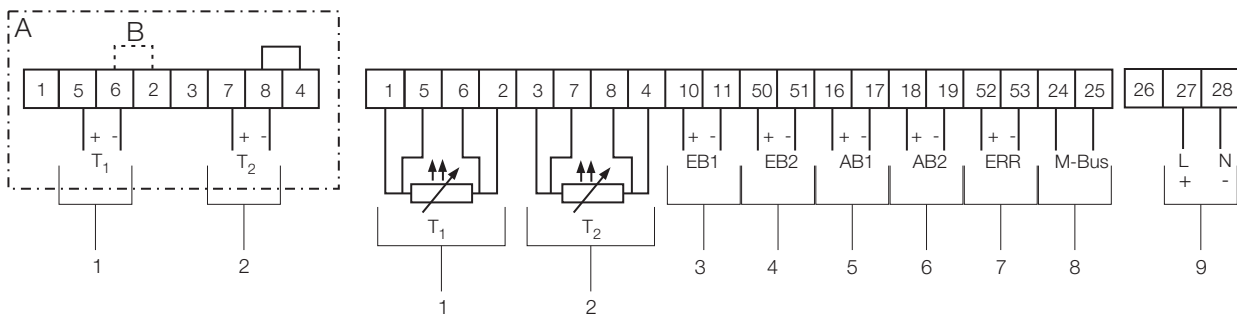 A
B
1 5 6 2 3 7 8 4
1 5 6 2 3 7 8 4 10 11 50 51 16 17 18 19 52 53 24 25
26 27 28
+ - + -
+ - + - + - + - + -
T1 T2
EB1 EB2 AB1 AB2 ERR M-Bus
L N
+ -
T1 T2
1 2
3 4 5 6 7 8 9
1 2